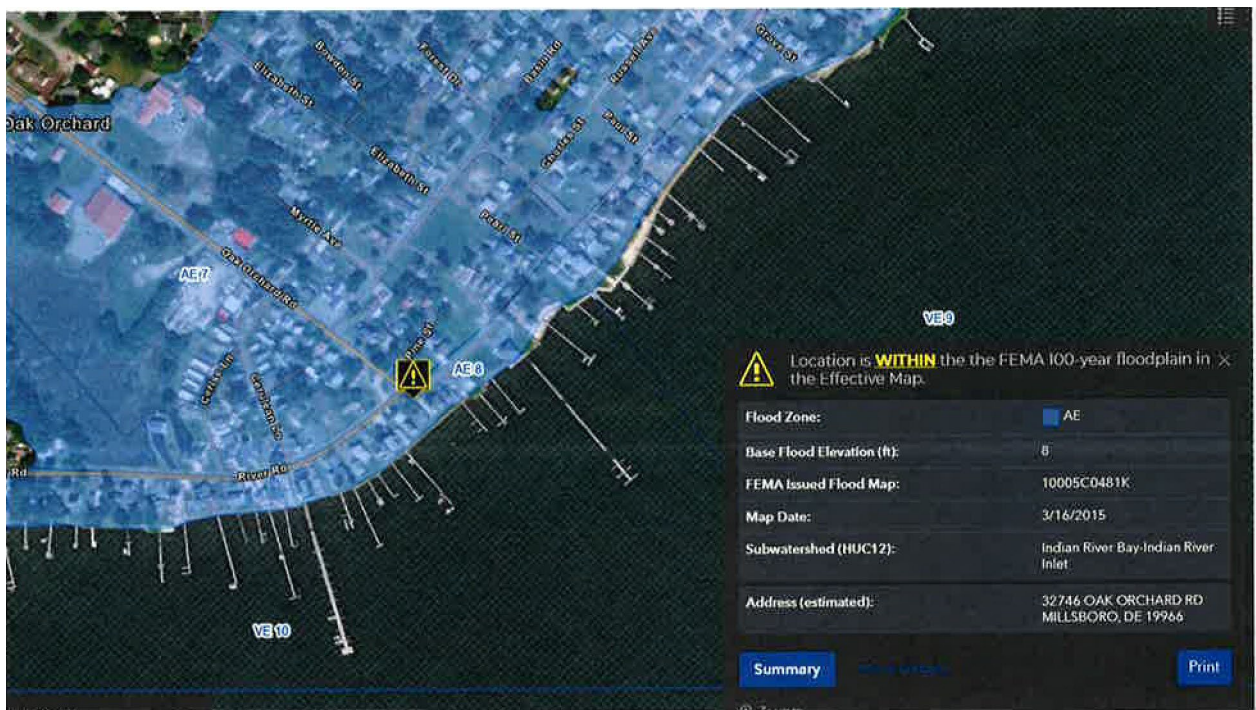 Bowden St
Forest Dr
Basin Rd
Russel Ave
Grove St
Elizabeth St
Oak Orchard
Charles St
Paul St
Elizabeth St
Myrtle Ave
Pearl St
AE 7
Oak Orchard Rd
VE 9
Pine St
AE 8
Cerulean Ln
Rd
River Rd
VE 10
Location is WITHIN the the FEMA 100-year floodplain in
the Effective Map.
Flood Zone: AE
Base Flood Elevation (ft): 8
FEMA Issued Flood Map: 10005C0481K
Map Date: 3/16/2015
Subwatershed (HUC12): Indian River Bay-Indian River
Inlet
Address (estimated): 32746 OAK ORCHARD RD
MILLSBORO, DE 19966
Summary
Print